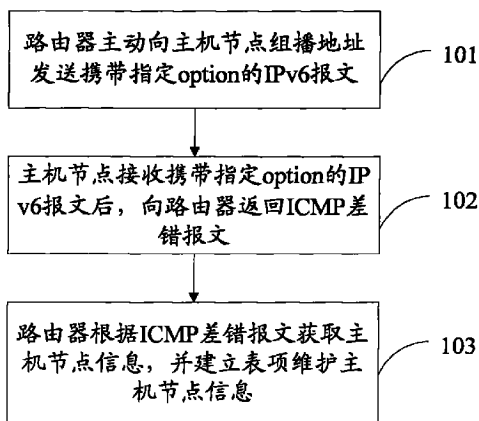 路由器主动向主机节点组播地址
发送携带指定option的IPv6报文
101
主机节点接收携带指定option的IP
v6报文后，向路由器返回ICMP差
错报文
102
路由器根据ICMP差错报文获取主
机节点信息，并建立表项维护主
机节点信息
103